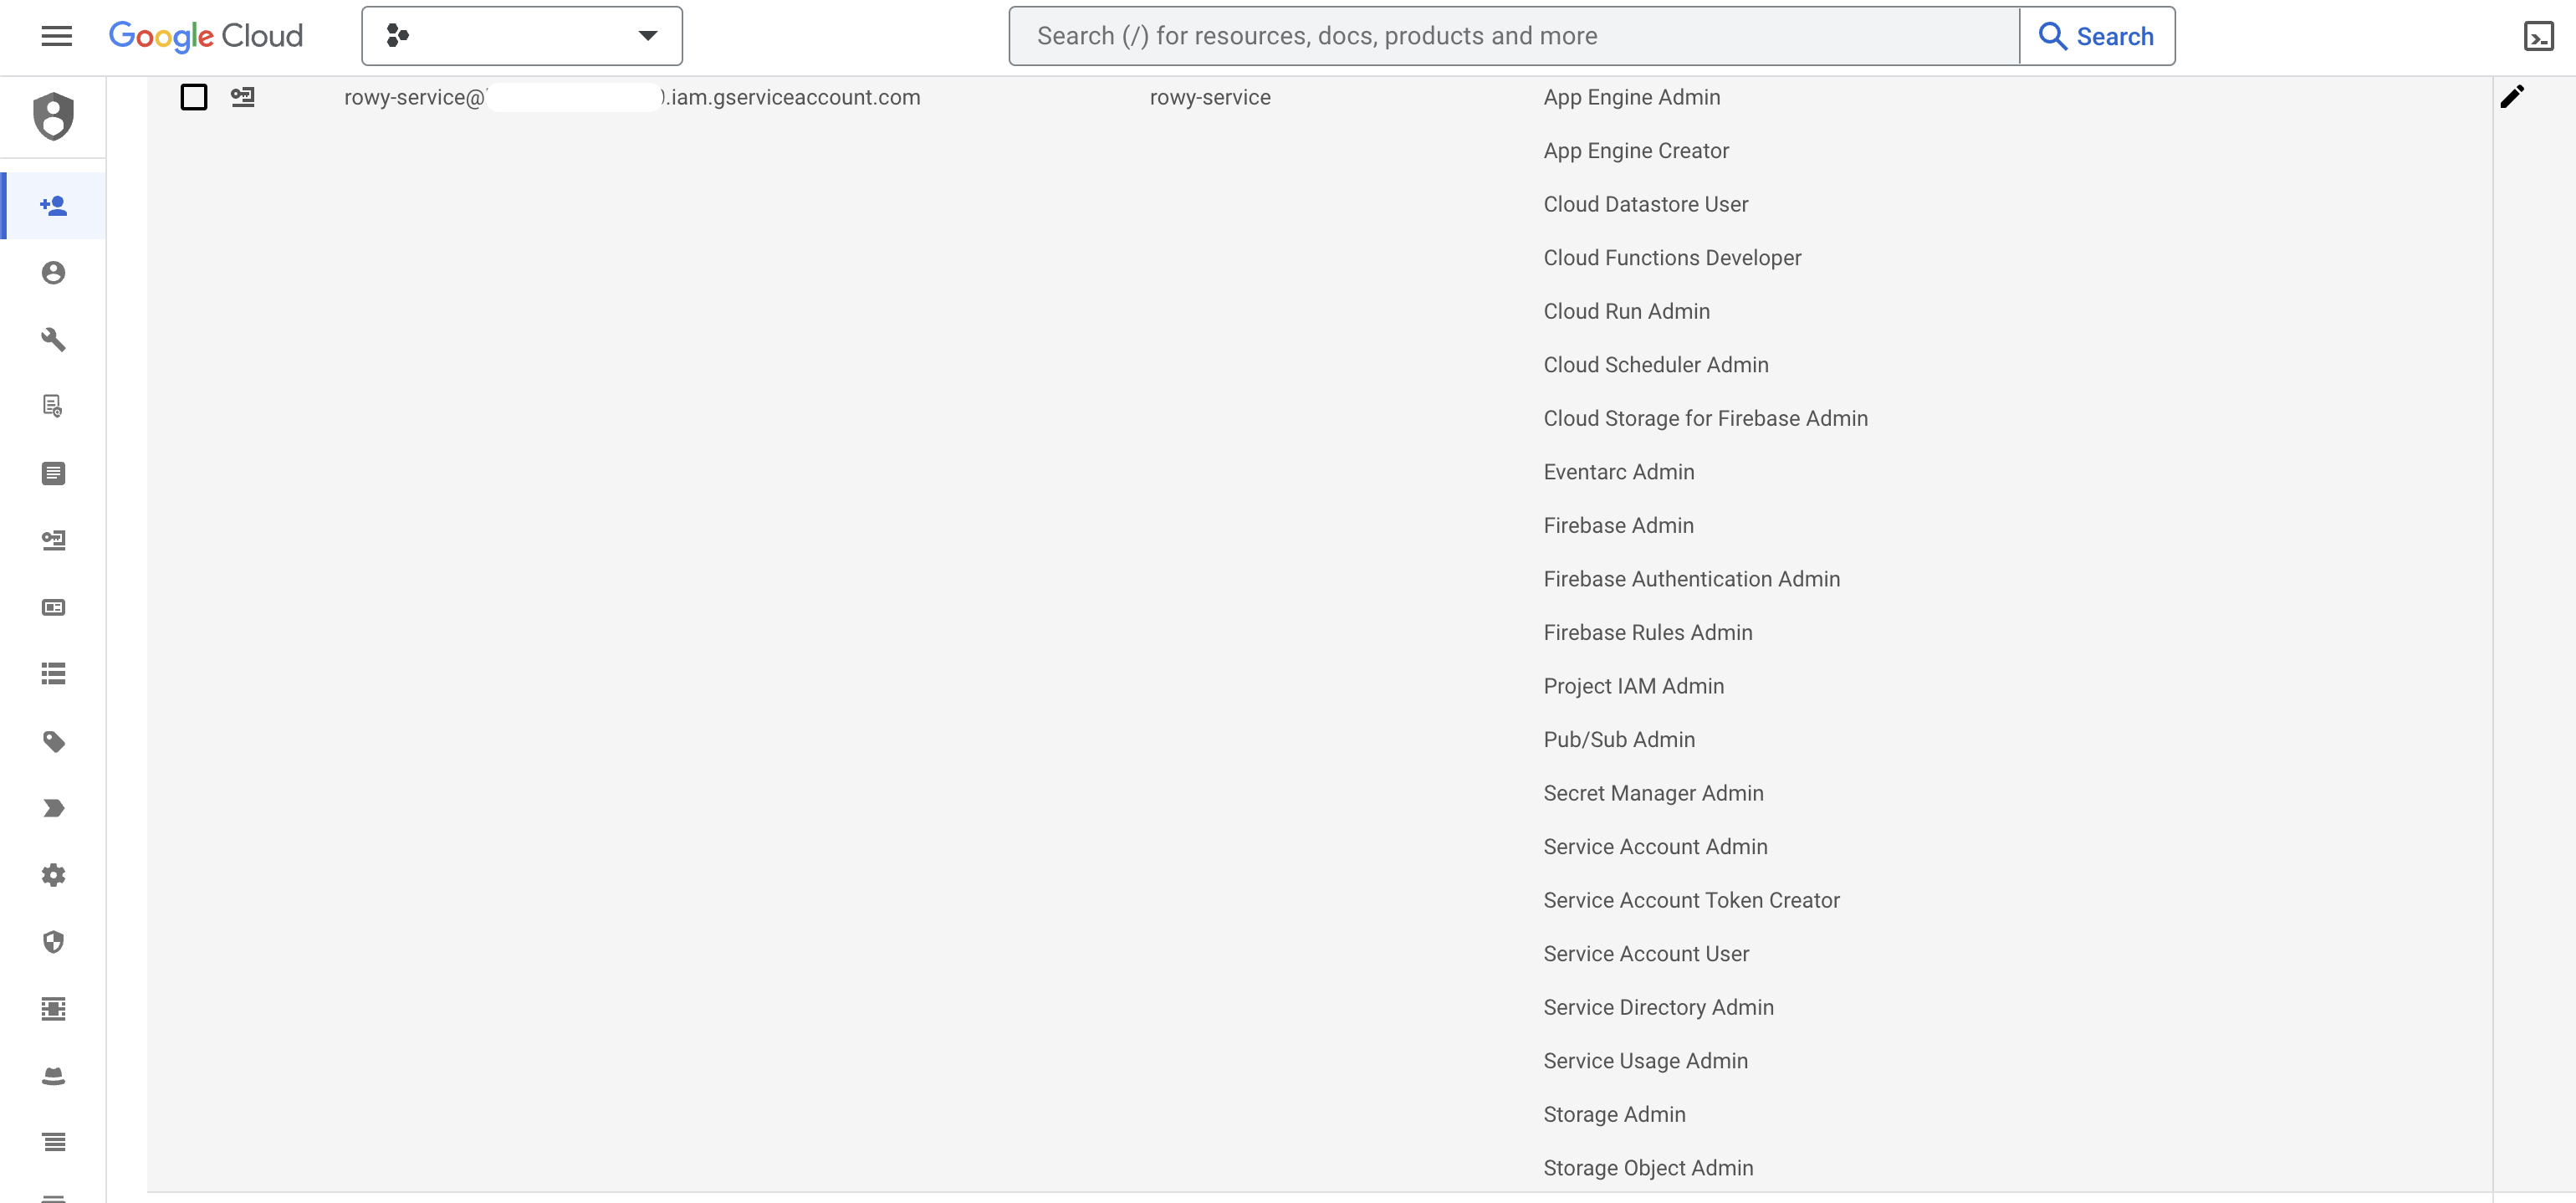 Google Cloud
Search (/) for resources, docs, products and more
Search
rowy-service@ .iam.gserviceaccount.com
rowy-service
App Engine Admin
App Engine Creator
Cloud Datastore User
Cloud Functions Developer
Cloud Run Admin
Cloud Scheduler Admin
Cloud Storage for Firebase Admin
Eventarc Admin
Firebase Admin
Firebase Authentication Admin
Firebase Rules Admin
Project IAM Admin
Pub/Sub Admin
Secret Manager Admin
Service Account Admin
Service Account Token Creator
Service Account User
Service Directory Admin
Service Usage Admin
Storage Admin
Storage Object Admin